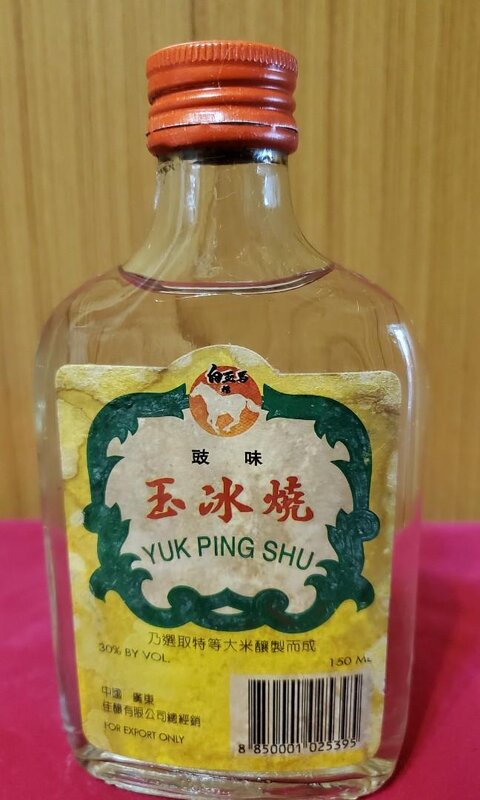 白玉馬
牌
豉 味
玉冰燒
YUK PING SHU
乃選取特等大米釀製而成
30% BY VOL.
150 ML
中國 廣東
佳釀有限公司總經銷
FOR EXPORT ONLY
8 850001 025395